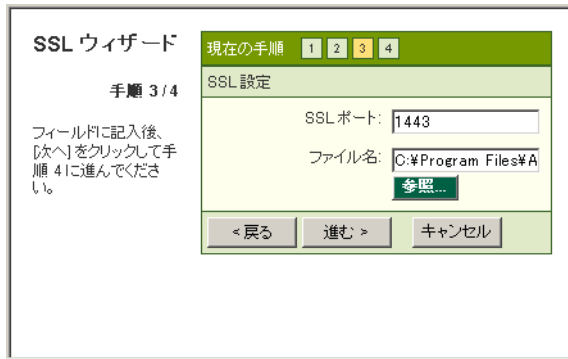 SSL ウィザード
手順 3/4
フィールドに記入後、
[次へ] をクリックして手
順 4に進んでくださ
い。
現在の手順 1 2 3 4
SSL 設定
SSL ポート: 1443
ファイル名: C:¥Program Files¥A
参照...
< 戻る 進む > キャンセル